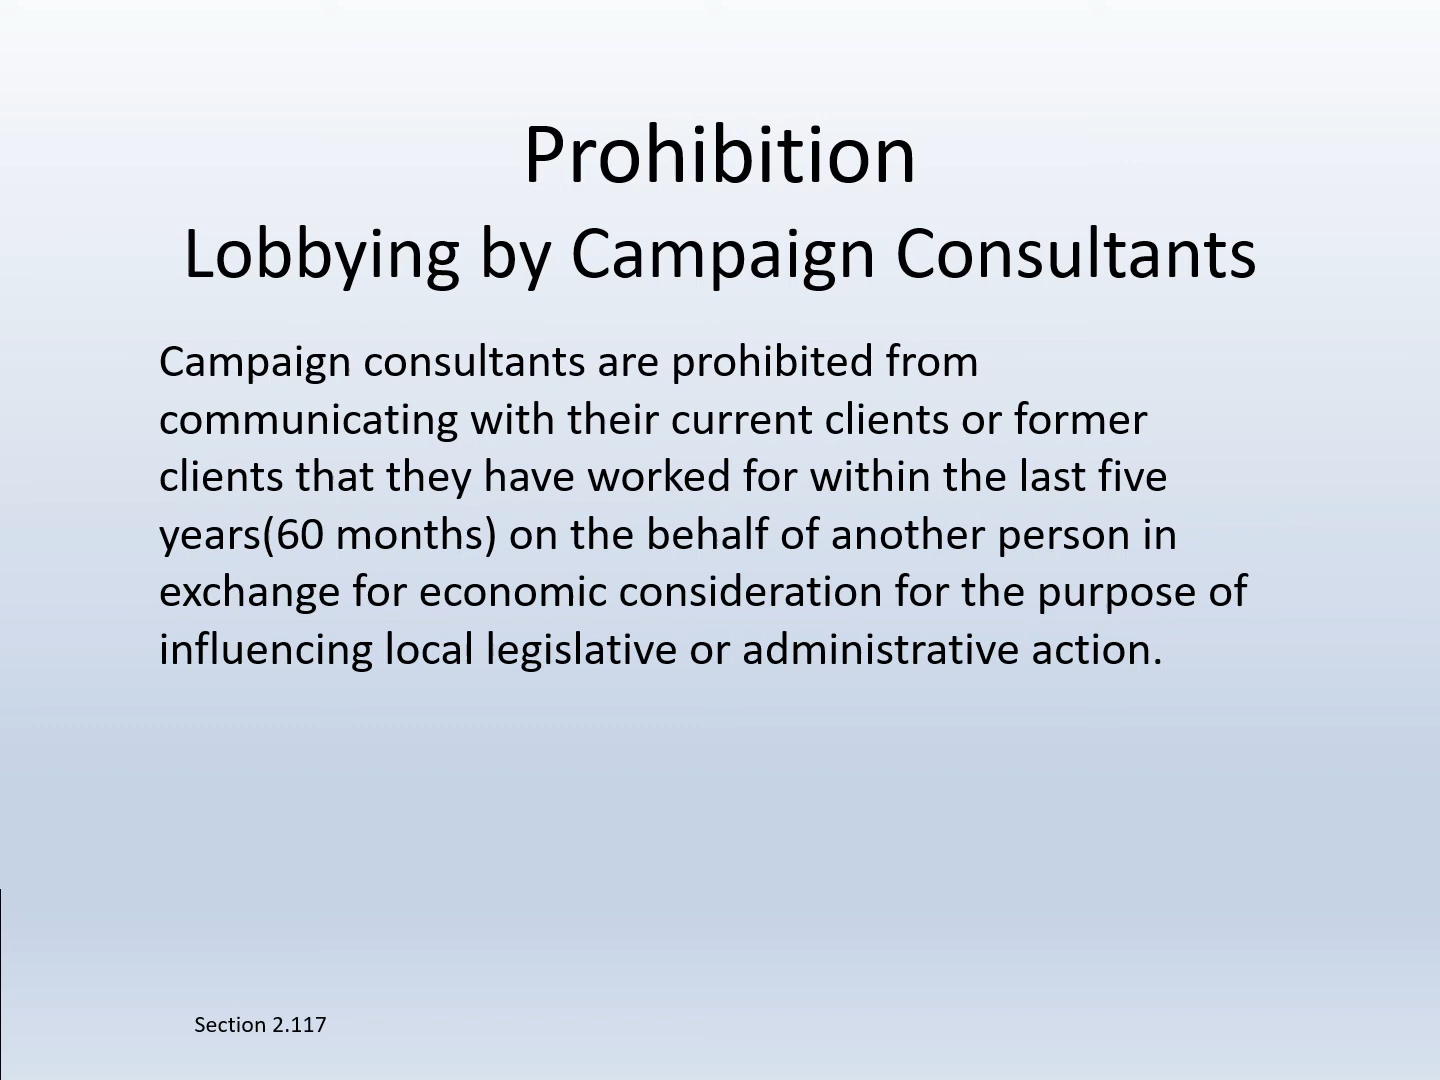 Prohibition
Lobbying by Campaign Consultants
Campaign consultants are prohibited from
communicating with their current clients or former
clients that they have worked for within the last five
years(60 months) on the behalf of another person in
exchange for economic consideration for the purpose of
influencing local legislative or administrative action.
Section 2.117